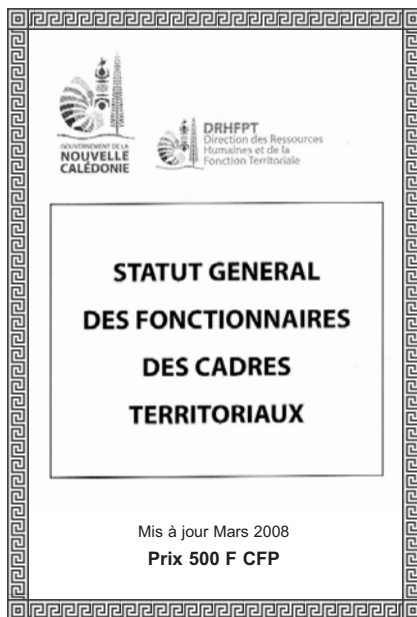 GOUVERNEMENT DE LA
NOUVELLE
CALÉDONIE
DRHFPT
Direction des Ressources
Humaines et de la
Fonction Territoriale
STATUT GENERAL
DES FONCTIONNAIRES
DES CADRES
TERRITORIAUX
Mis à jour Mars 2008
Prix 500 F CFP